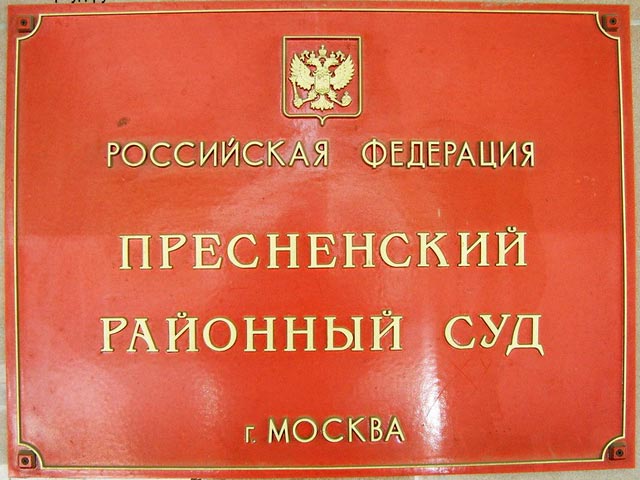 РОССИЙСКАЯ ФЕДЕРАЦИЯ
ПРЕСНЕНСКИЙ
РАЙОННЫЙ СУД
г. МОСКВА